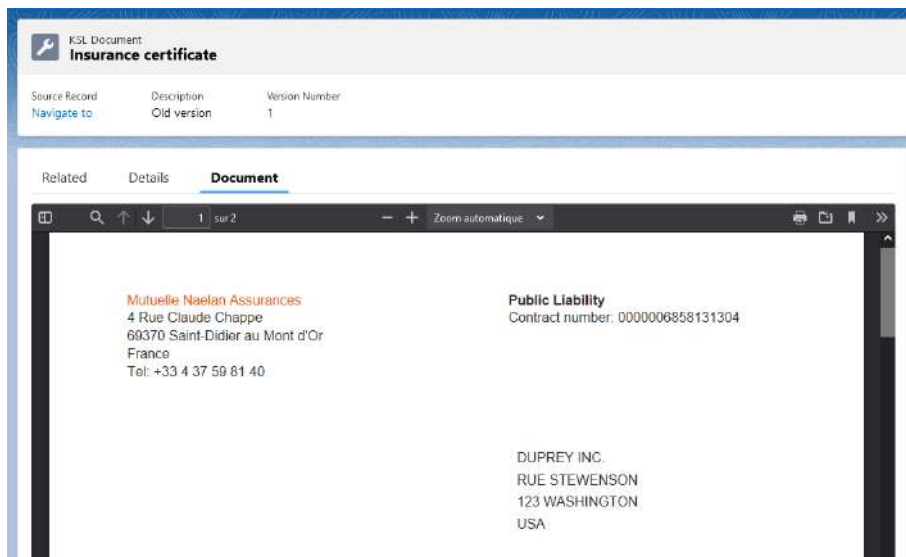 KSL Document
Insurance certificate
Source Record Description Version Number
Navigate to Old version 1
Related Details Document
1 sur 2 Zoom automatique
Mutuelle Naelan Assurances
4 Rue Claude Chappe
69370 Saint-Didier au Mont d'Or
France
Tel: +33 4 37 59 81 40
Public Liability
Contract number: 0000006858131304
DUPREY INC.
RUE STEWENSON
123 WASHINGTON
USA